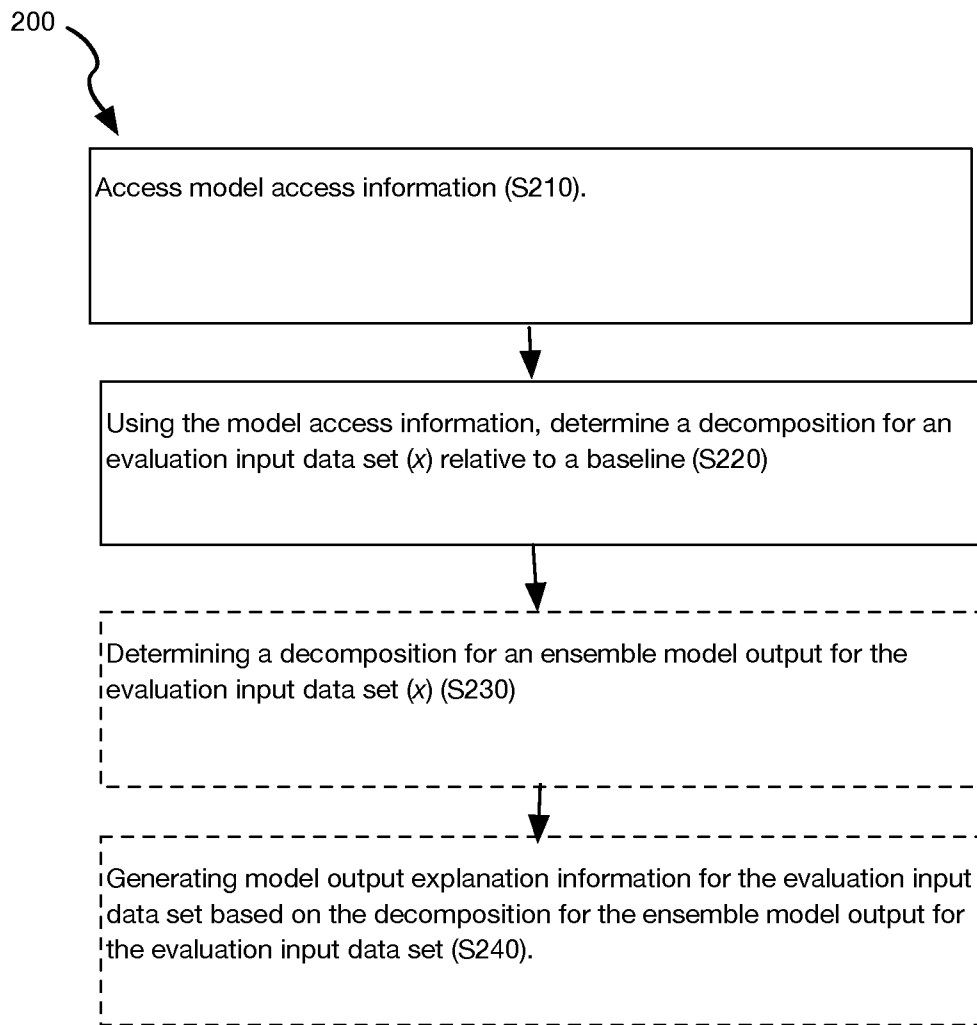 200
Access model access information (S210).
Using the model access information, determine a decomposition for an
evaluation input data set (x) relative to a baseline (S220)
Determining a decomposition for an ensemble model output for the
evaluation input data set (x) (S230)
Generating model output explanation information for the evaluation input
data set based on the decomposition for the ensemble model output for
the evaluation input data set (S240).